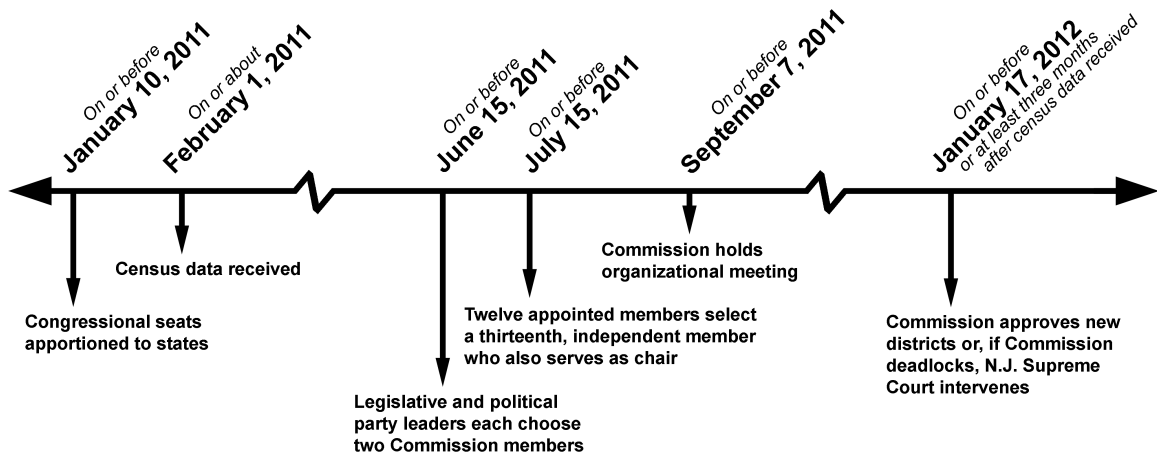 On or before
January 10, 2011
On or about
February 1, 2011
On or before
June 15, 2011
On or before
July 15, 2011
On or before
September 7, 2011
On or before
January 17, 2012
or at least three months
after census data received
Congressional seats
apportioned to states
Census data received
Legislative and political
party leaders each choose
two Commission members
Twelve appointed members select
a thirteenth, independent member
who also serves as chair
Commission holds
organizational meeting
Commission approves new
districts or, if Commission
deadlocks, N.J. Supreme
Court intervenes